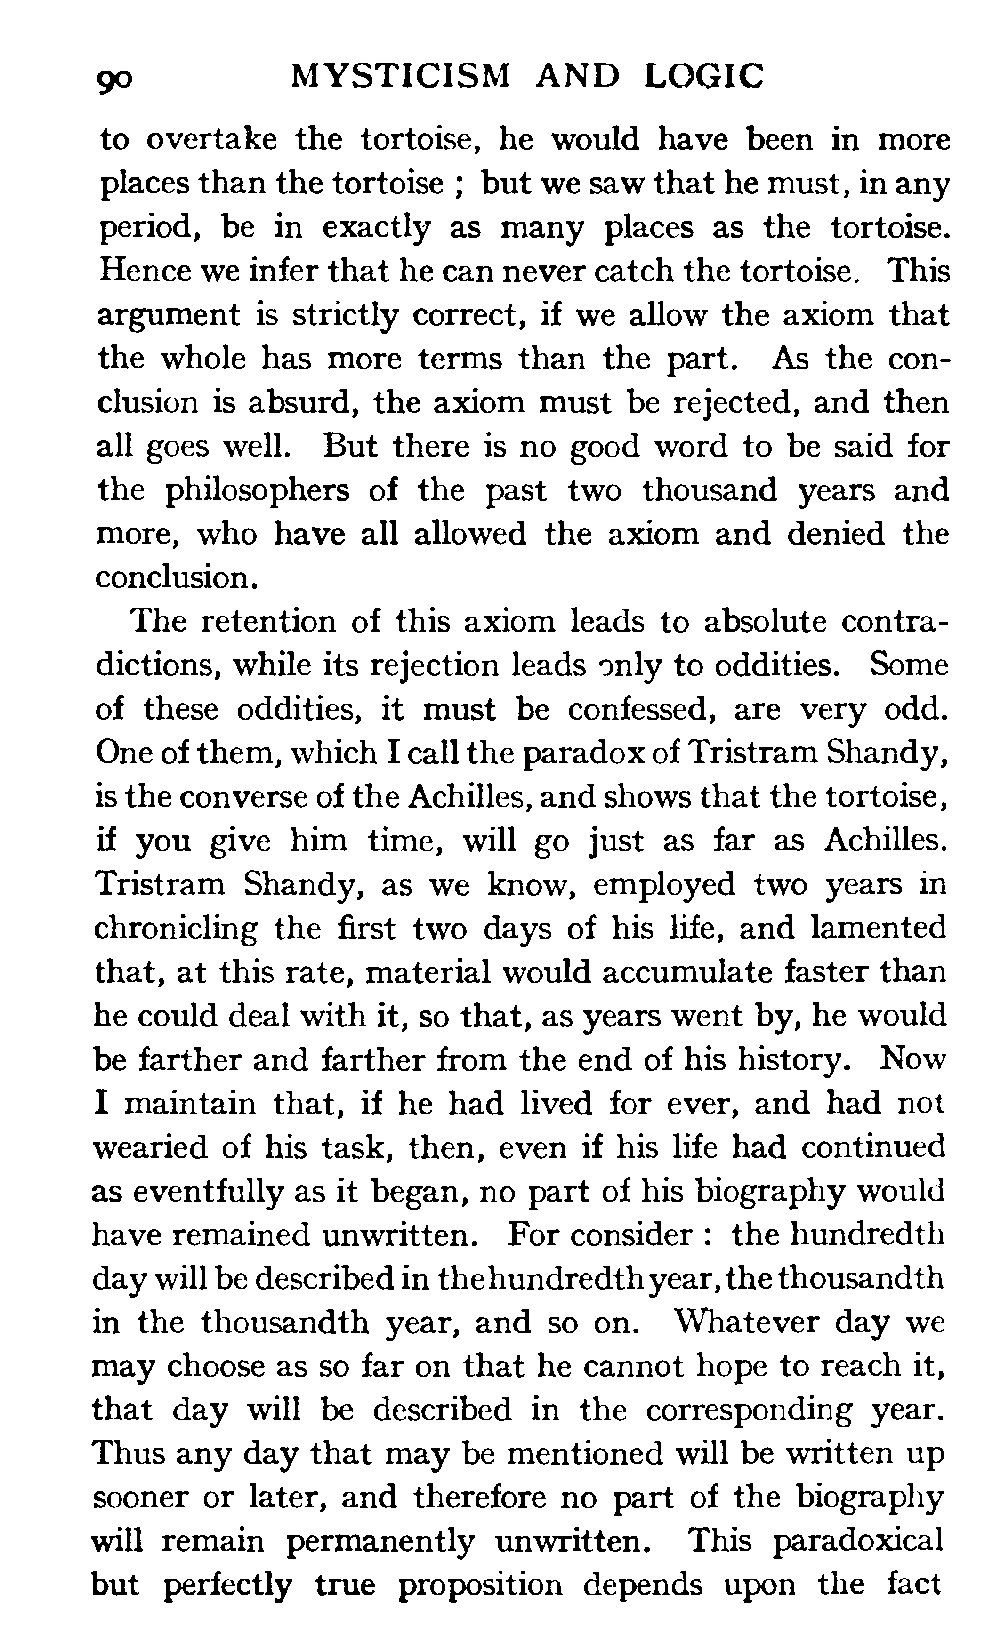 90 MYSTICISM AND LOGIC
to overtake the tortoise, he would have been in more
places than the tortoise ; but we saw that he must, in any
period, be in exactly as many places as the tortoise.
Hence we infer that he can never catch the tortoise. This
argument is strictly correct, if we allow the axiom that
the whole has more terms than the part. As the con-
clusion is absurd, the axiom must be rejected, and then
all goes well. But there is no good word to be said for
the philosophers of the past two thousand years and
more, who have all allowed the axiom and denied the
conclusion.
The retention of this axiom leads to absolute contra-
dictions, while its rejection leads only to oddities. Some
of these oddities, it must be confessed, are very odd.
One of them, which I call the paradox of Tristram Shandy,
is the converse of the Achilles, and shows that the tortoise,
if you give him time, will go just as far as Achilles.
Tristram Shandy, as we know, employed two years in
chronicling the first two days of his life, and lamented
that, at this rate, material would accumulate faster than
he could deal with it, so that, as years went by, he would
be farther and farther from the end of his history. Now
I maintain that, if he had lived for ever, and had not
wearied of his task, then, even if his life had continued
as eventfully as it began, no part of his biography would
have remained unwritten. For consider : the hundredth
day will be described in the hundredth year, the thousandth
in the thousandth year, and so on. Whatever day we
may choose as so far on that he cannot hope to reach it,
that day will be described in the corresponding year.
Thus any day that may be mentioned will be written up
sooner or later, and therefore no part of the biography
will remain permanently unwritten. This paradoxical
but perfectly true proposition depends upon the fact